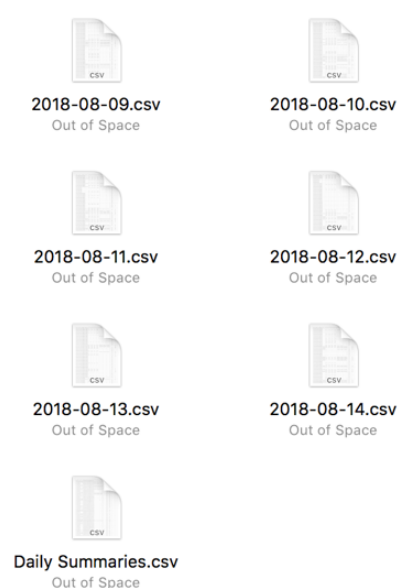 CSV CSV
2018-08-09.csv 2018-08-10.csv
Out of Space Out of Space
CSV CSV
2018-08-11.csv 2018-08-12.csv
Out of Space Out of Space
CSV CSV
2018-08-13.csv 2018-08-14.csv
Out of Space Out of Space
CSV
Daily Summaries.csv
Out of Space